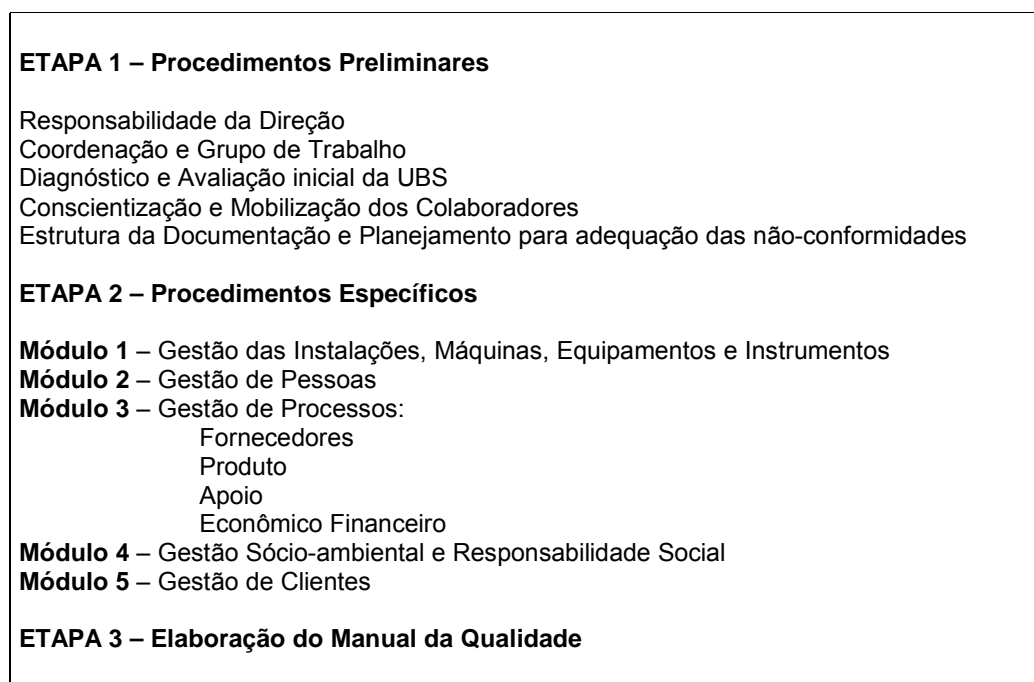 ETAPA 1 – Procedimentos Preliminares
Responsabilidade da Direção
Coordenação e Grupo de Trabalho
Diagnóstico e Avaliação inicial da UBS
Conscientização e Mobilização dos Colaboradores
Estrutura da Documentação e Planejamento para adequação das não-conformidades
ETAPA 2 – Procedimentos Específicos
Módulo 1 – Gestão das Instalações, Máquinas, Equipamentos e Instrumentos
Módulo 2 – Gestão de Pessoas
Módulo 3 – Gestão de Processos:
Fornecedores
Produto
Apoio
Econômico Financeiro
Módulo 4 – Gestão Sócio-ambiental e Responsabilidade Social
Módulo 5 – Gestão de Clientes
ETAPA 3 – Elaboração do Manual da Qualidade